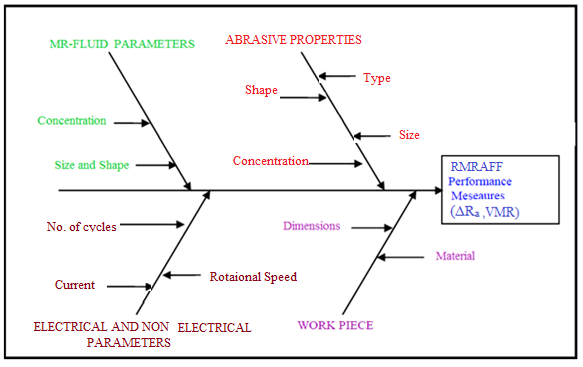 MR-FLUID PARAMETERS
ABRASIVE PROPERTIES
Type
Shape
Concentration
Size
Size and Shape
Concentration
RMRAFF
Performance
Meseaures
(ΔRa ,VMR)
No. of cycles
Dimensions
Material
Rotaional Speed
Current
ELECTRICAL AND NON ELECTRICAL
PARAMETERS
WORK PIECE